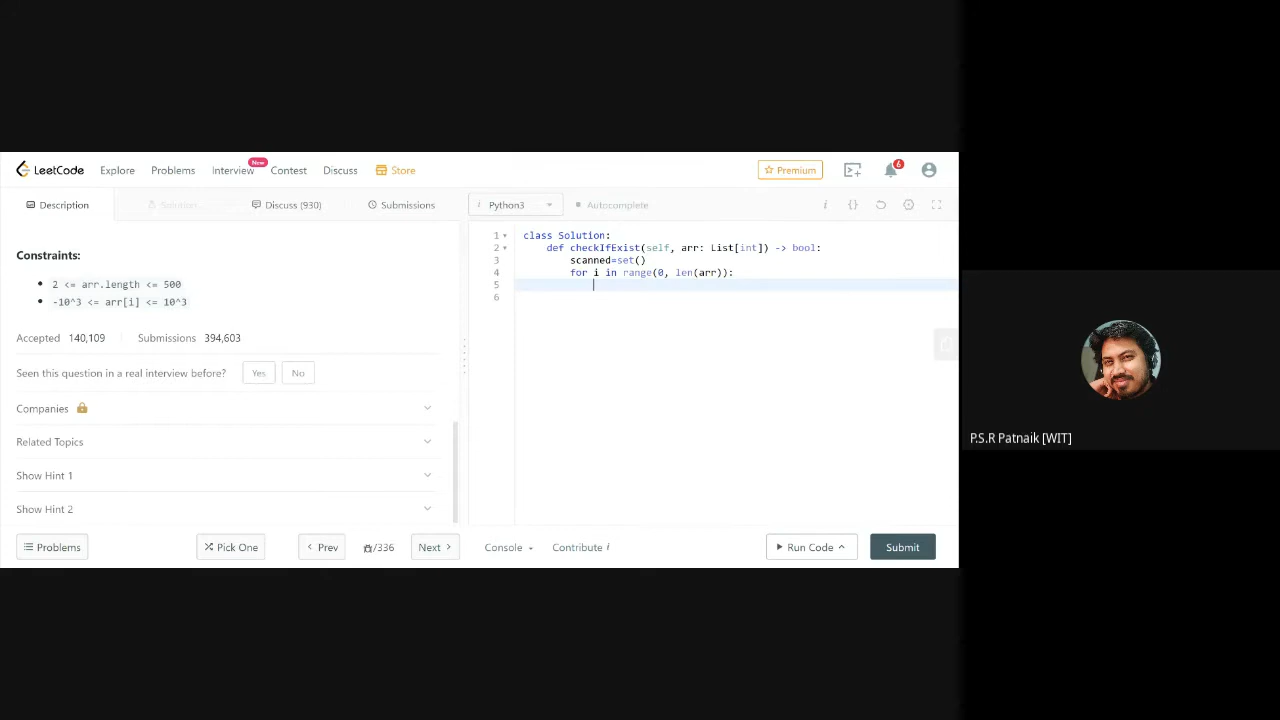 LeetCode Explore Problems Interview New Contest Discuss Store Premium 6
Description Solution Discuss (930) Submissions i Python3 Autocomplete i {}
Constraints:
2 <= arr.length <= 500
-10^3 <= arr[i] <= 10^3
Accepted 140,109 Submissions 394,603
Seen this question in a real interview before? Yes No
Companies
Related Topics
Show Hint 1
Show Hint 2
1 class Solution:
2 def checkIfExist(self, arr: List[int]) -> bool:
3 scanned=set()
4 for i in range(0, len(arr)):
5
6
Problems Pick One < Prev /336 Next > Console Contribute i Run Code Submit
P.S.R Patnaik [WIT]